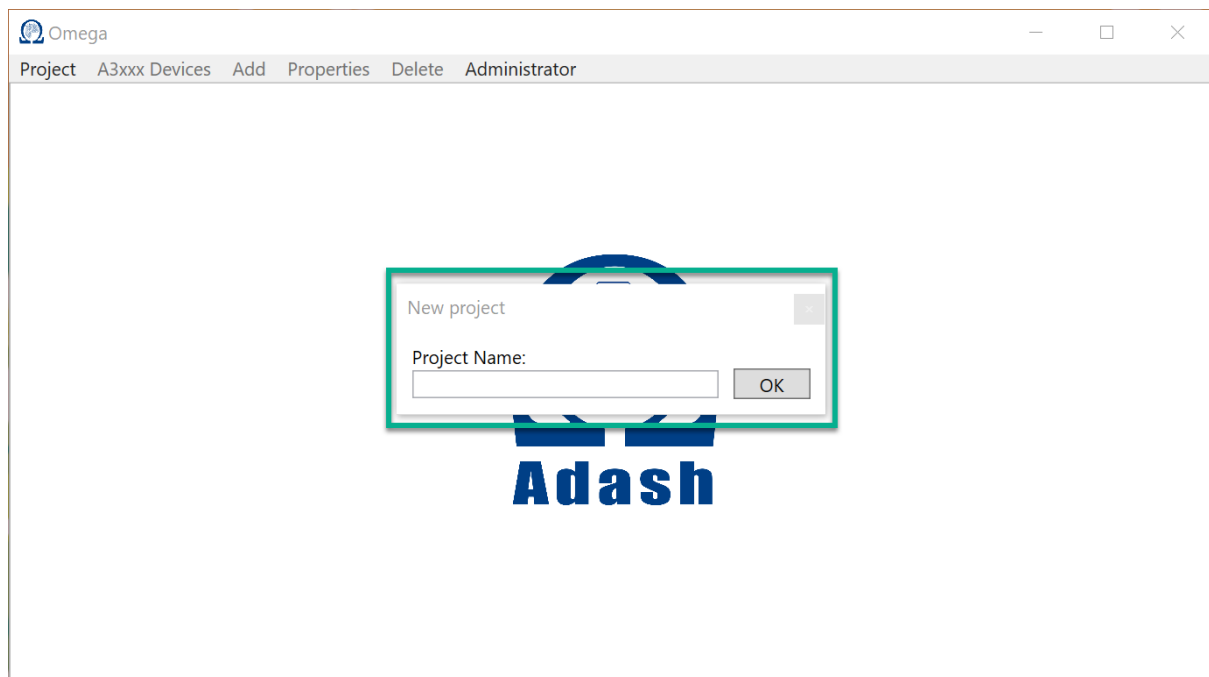 Omega
Project A3xxx Devices Add Properties Delete Administrator
New project
Project Name:
OK
Adash